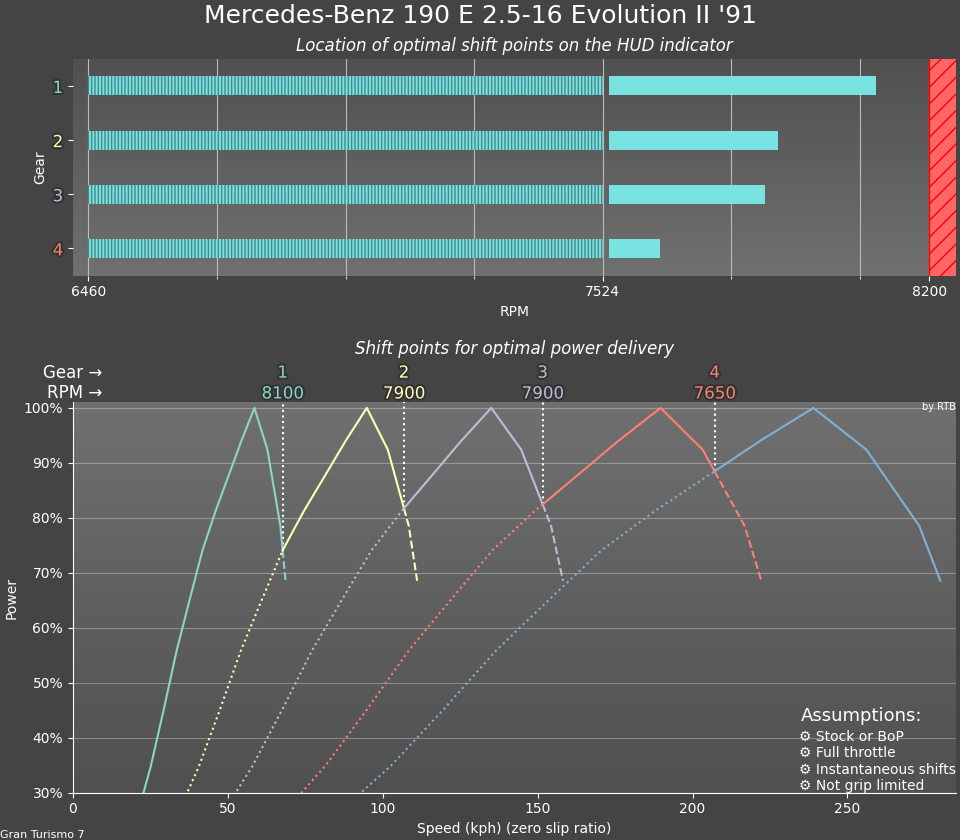 Mercedes-Benz 190 E 2.5-16 Evolution II '91
Location of optimal shift points on the HUD indicator
Gear
1
2
3
4
6460 7524 8200
RPM
Shift points for optimal power delivery
Gear → 1 2 3 4
RPM → 8100 7900 7900 7650
by RTB
Power
100%
90%
80%
70%
60%
50%
40%
30%
Assumptions:
⚙ Stock or BoP
⚙ Full throttle
⚙ Instantaneous shifts
⚙ Not grip limited
0 50 100 150 200 250
Speed (kph) (zero slip ratio)
Gran Turismo 7